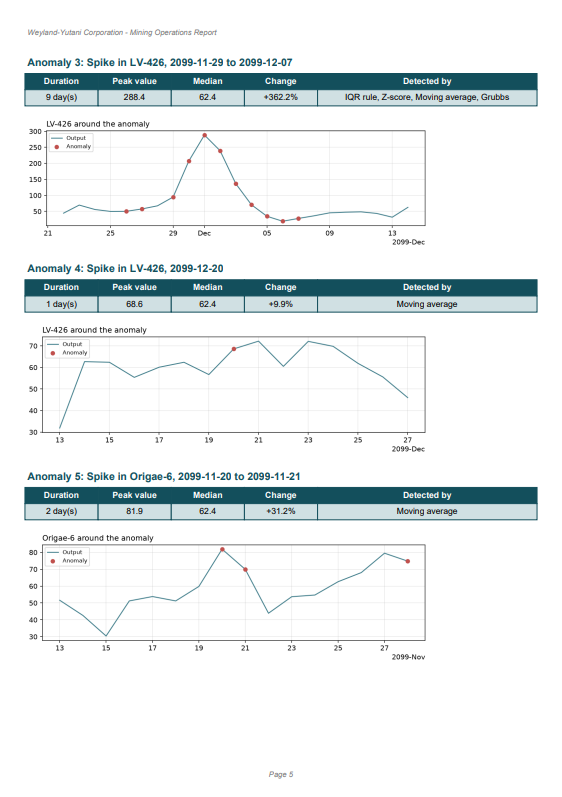 Weyland-Yutani Corporation - Mining Operations Report
Anomaly 3: Spike in LV-426, 2099-11-29 to 2099-12-07
Duration Peak value Median Change Detected by
9 day(s) 288.4 62.4 +362.2% IQR rule, Z-score, Moving average, Grubbs
LV-426 around the anomaly
Output
Anomaly
300
250
200
150
100
50
21 25 29 Dec 05 09 13
2099-Dec
Anomaly 4: Spike in LV-426, 2099-12-20
Duration Peak value Median Change Detected by
1 day(s) 68.6 62.4 +9.9% Moving average
LV-426 around the anomaly
Output
Anomaly
70
60
50
40
30
13 15 17 19 21 23 25 27
2099-Dec
Anomaly 5: Spike in Origae-6, 2099-11-20 to 2099-11-21
Duration Peak value Median Change Detected by
2 day(s) 81.9 62.4 +31.2% Moving average
Origae-6 around the anomaly
Output
Anomaly
80
70
60
50
40
30
13 15 17 19 21 23 25 27
2099-Nov
Page 5